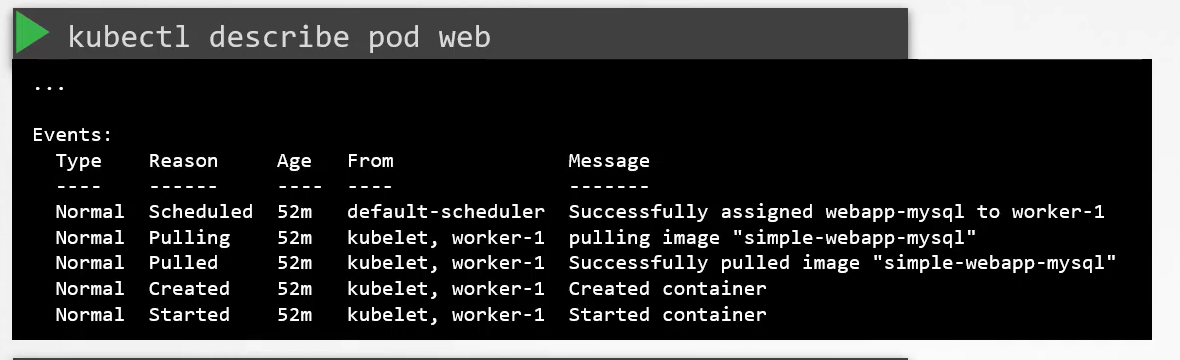 kubectl describe pod web
...
Events:
Type Reason Age From Message
---- ------ ---- ---- -------
Normal Scheduled 52m default-scheduler Successfully assigned webapp-mysql to worker-1
Normal Pulling 52m kubelet, worker-1 pulling image "simple-webapp-mysql"
Normal Pulled 52m kubelet, worker-1 Successfully pulled image "simple-webapp-mysql"
Normal Created 52m kubelet, worker-1 Created container
Normal Started 52m kubelet, worker-1 Started container